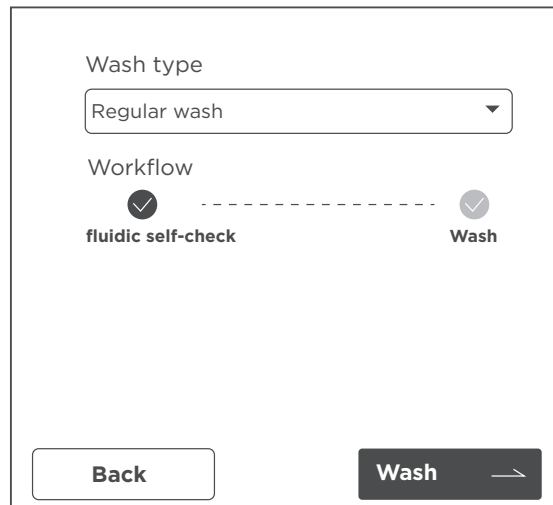 Wash type
Regular wash
Workflow
fluidic self-check
Wash
Back
Wash